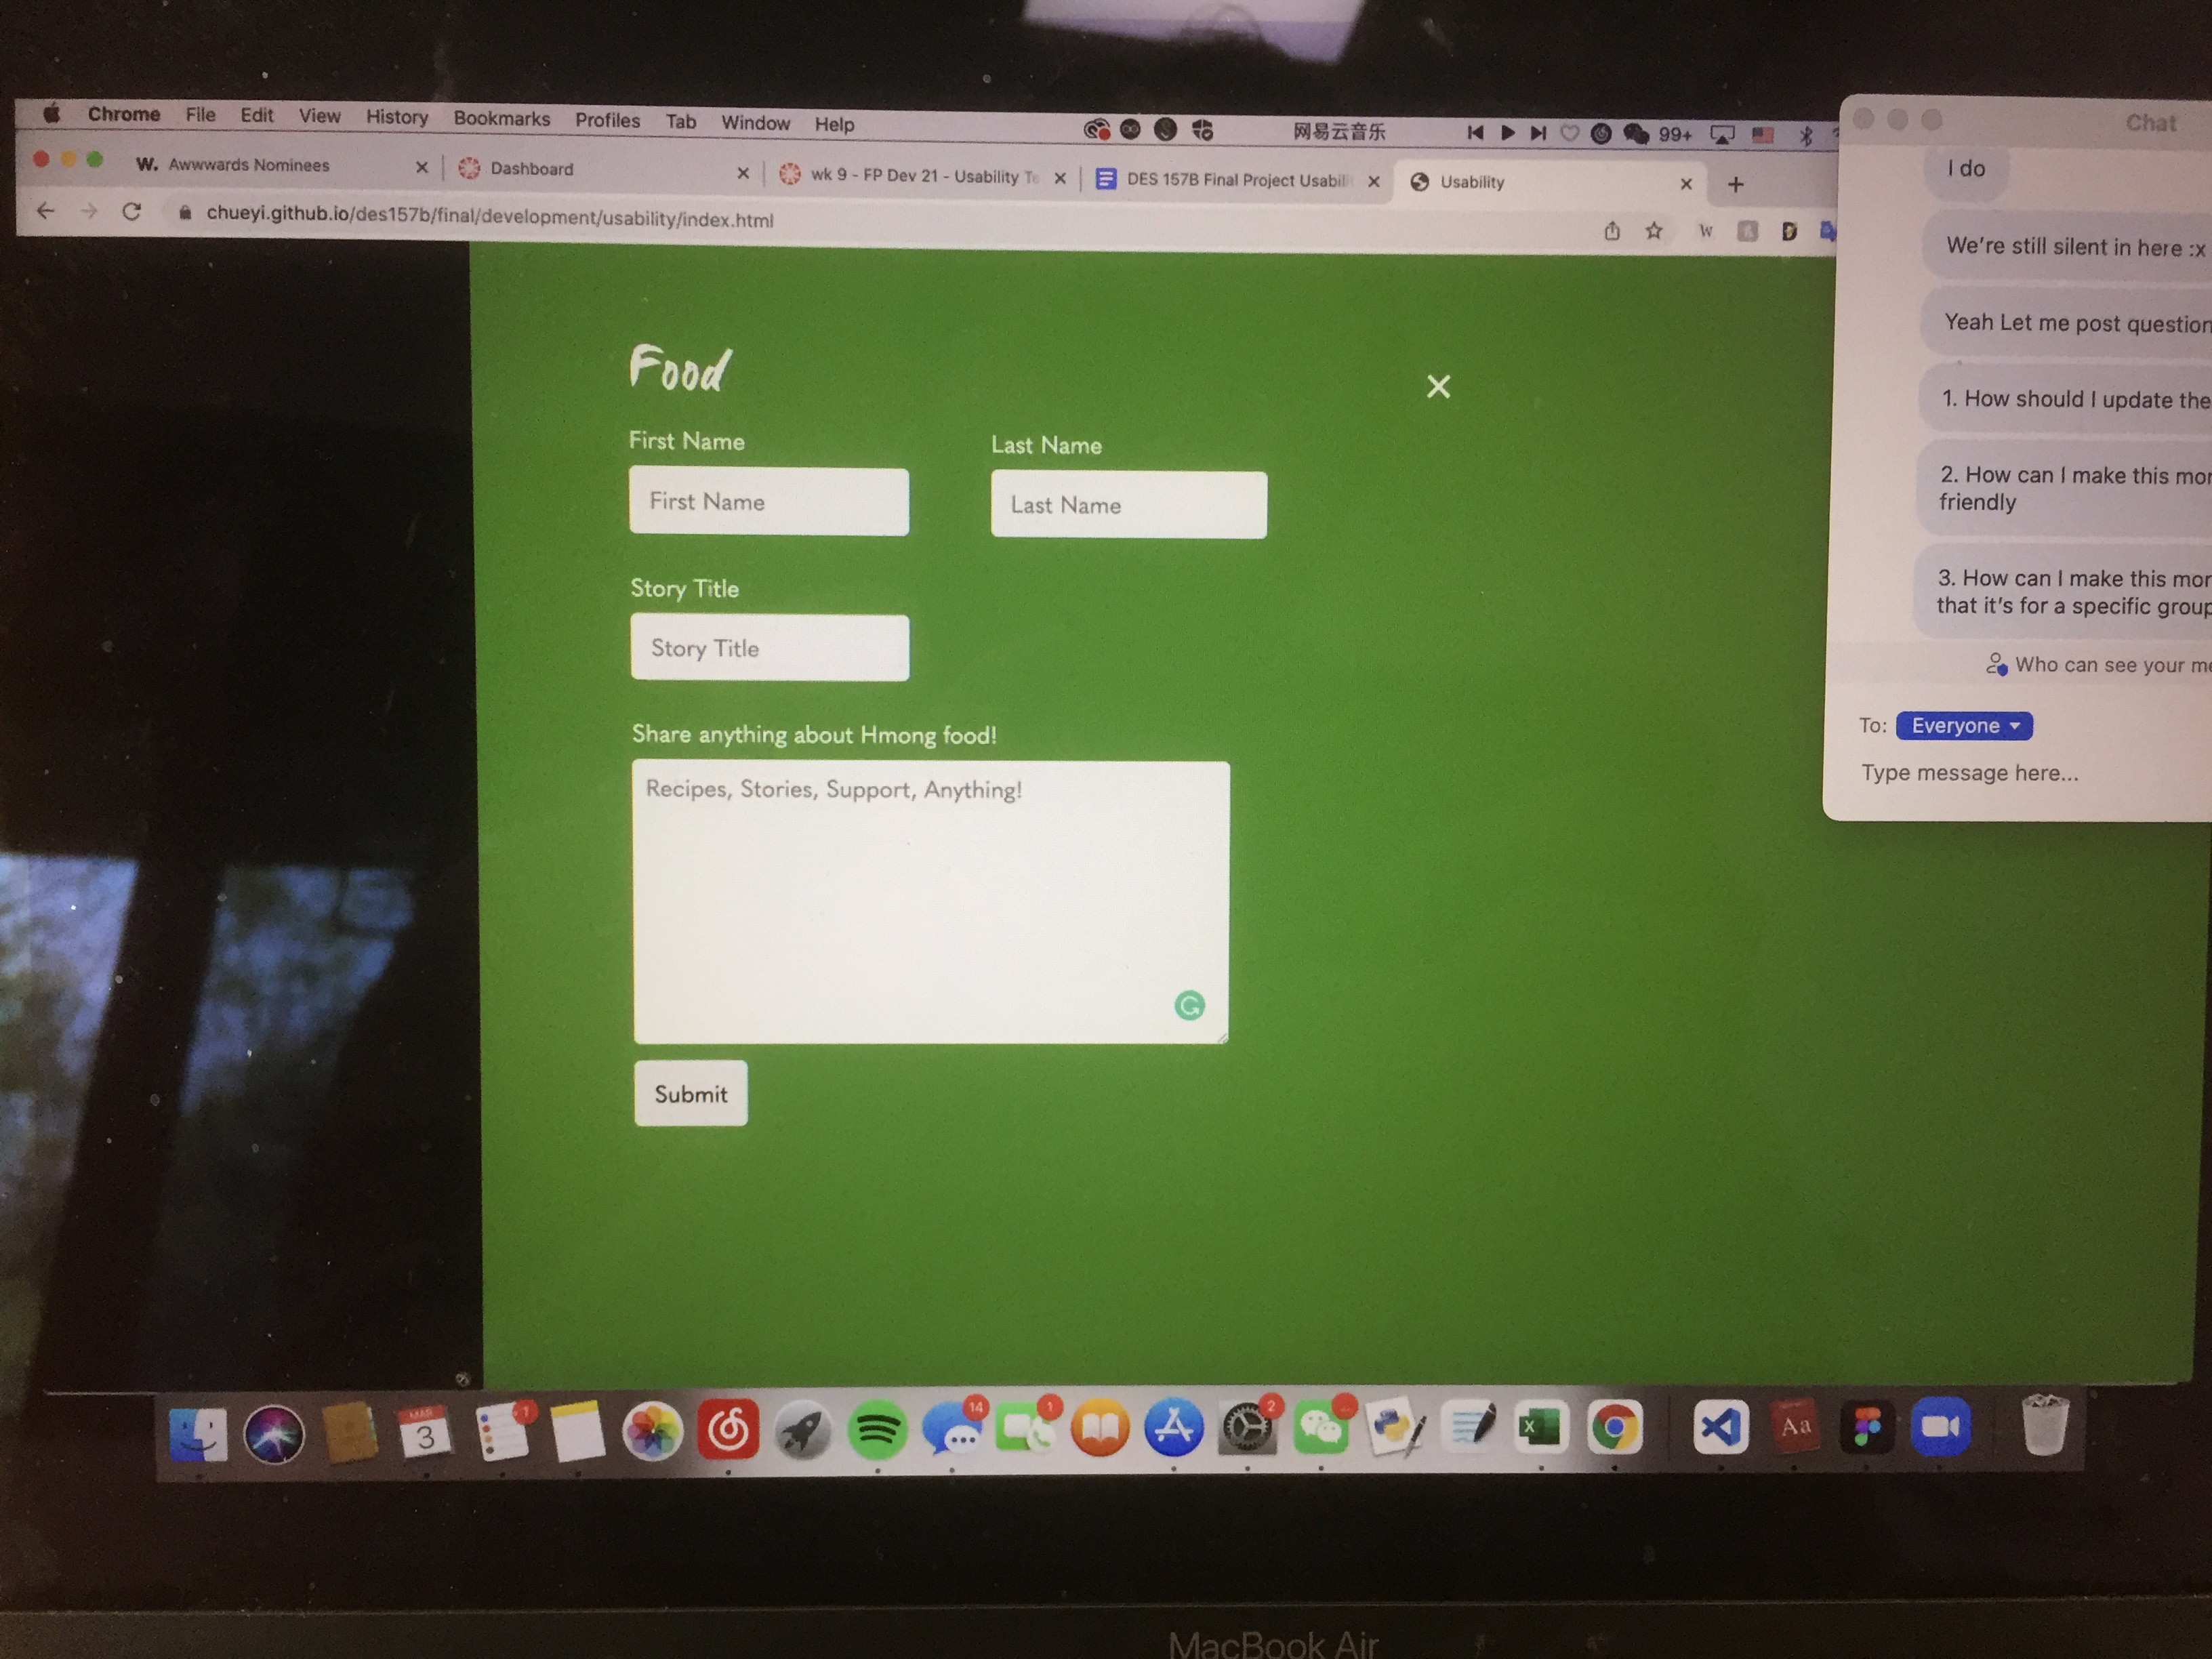 Chrome File Edit View History Bookmarks Profiles Tab Window Help 网易云音乐 99+
W. Awwwards Nominees Dashboard wk 9 - FP Dev 21 - Usability DES 157B Final Project Usabili Usability
chueyi.github.io/des157b/final/development/usability/index.html W
Food
First Name Last Name
First Name Last Name
Story Title
Story Title
Share anything about Hmong food!
Recipes, Stories, Support, Anything!
Submit
Chat
I do
We're still silent in here :x
Yeah Let me post question
1. How should I update the
2. How can I make this mor
friendly
3. How can I make this mor
that it's for a specific group
Who can see your me
To: Everyone
Type message here...
MAR
3 1 14 1 2 Aa
MacBook Air